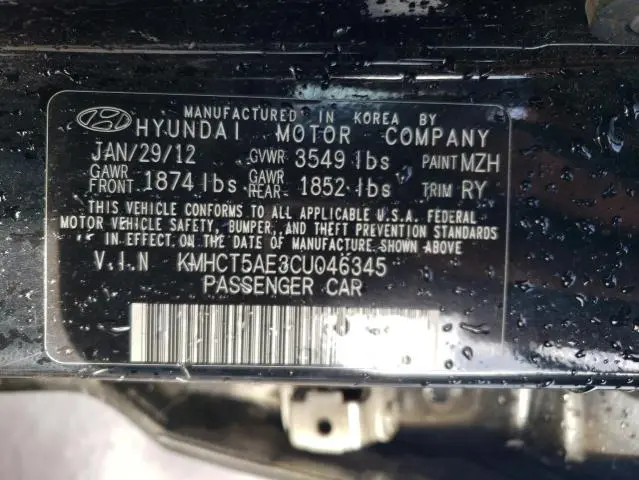 MANUFACTURED IN KOREA BY
HYUNDAI MOTOR COMPANY
JAN/29/12 GVWR 3549 lbs PAINT MZH
GAWR FRONT 1874 lbs GAWR REAR 1852 lbs TRIM RY
THIS VEHICLE CONFORMS TO ALL APPLICABLE U.S.A. FEDERAL
MOTOR VEHICLE SAFETY, BUMPER, AND THEFT PREVENTION STANDARDS
IN EFFECT ON THE DATE OF MANUFACTURE SHOWN ABOVE
V.I.N KMHCT5AE3CU046345
PASSENGER CAR